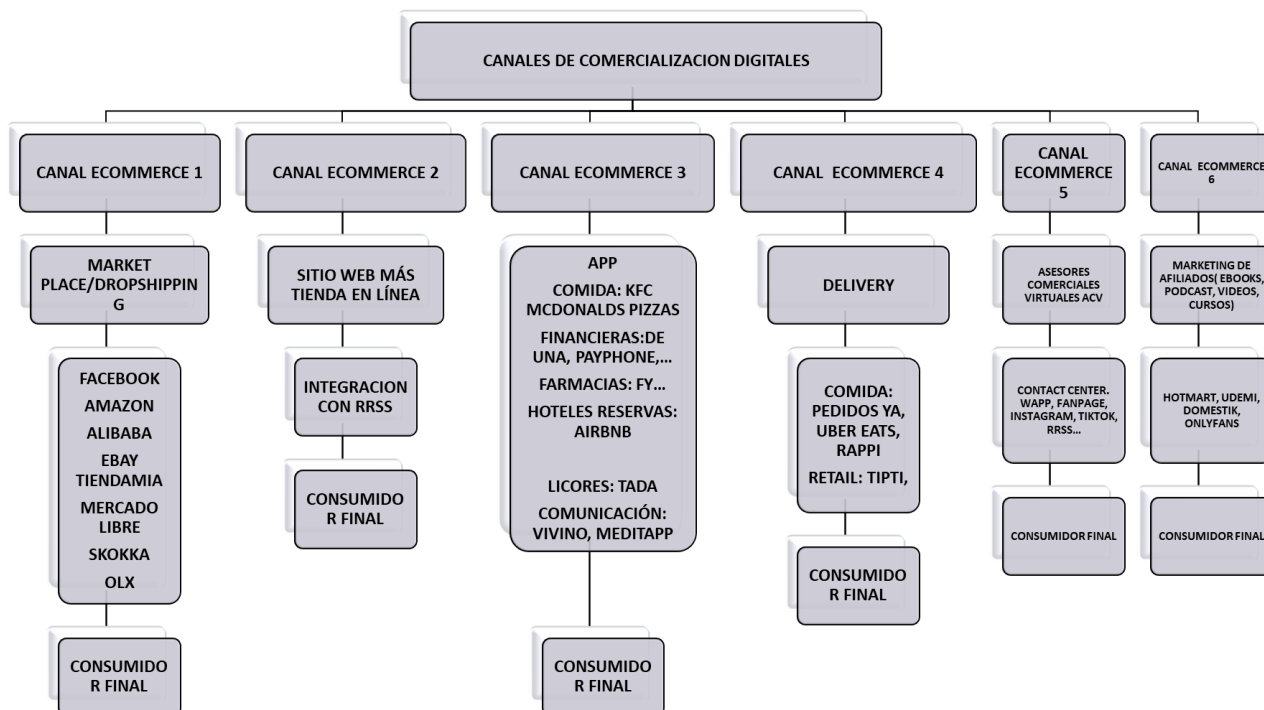 CANALES DE COMERCIALIZACION DIGITALES
CANAL ECOMMERCE 1
MARKET
PLACE/DROPSHIPPIN
G
FACEBOOK
AMAZON
ALIBABA
EBAY
TIENDAMIA
MERCADO
LIBRE
SKOKKA
OLX
CONSUMIDO
R FINAL
CANAL ECOMMERCE 2
SITIO WEB MÁS
TIENDA EN LÍNEA
INTEGRACION
CON RRSS
CONSUMIDO
R FINAL
CANAL ECOMMERCE 3
APP
COMIDA: KFC
MCDONALDS PIZZAS
FINANCIERAS:DE
UNA, PAYPHONE,...
FARMACIAS: FY...
HOTELES RESERVAS:
AIRBNB
LICORES: TADA
COMUNICACIÓN:
VIVINO, MEDITAPP
CONSUMIDO
R FINAL
CANAL ECOMMERCE 4
DELIVERY
COMIDA:
PEDIDOS YA,
UBER EATS,
RAPPI
RETAIL: TIPTI,
CONSUMIDO
R FINAL
CANAL
ECOMMERCE
5
ASESORES
COMERCIALES
VIRTUALES ACV
CONTACT CENTER.
WAPP, FANPAGE,
INSTAGRAM, TIKTOK,
RRSS...
CONSUMIDOR FINAL
CANAL ECOMMERCE
6
MARKETING DE
AFILIADOS( EBOOKS,
PODCAST, VIDEOS,
CURSOS)
HOTMART, UDEMI,
DOMESTIK,
ONLYFANS
CONSUMIDOR FINAL